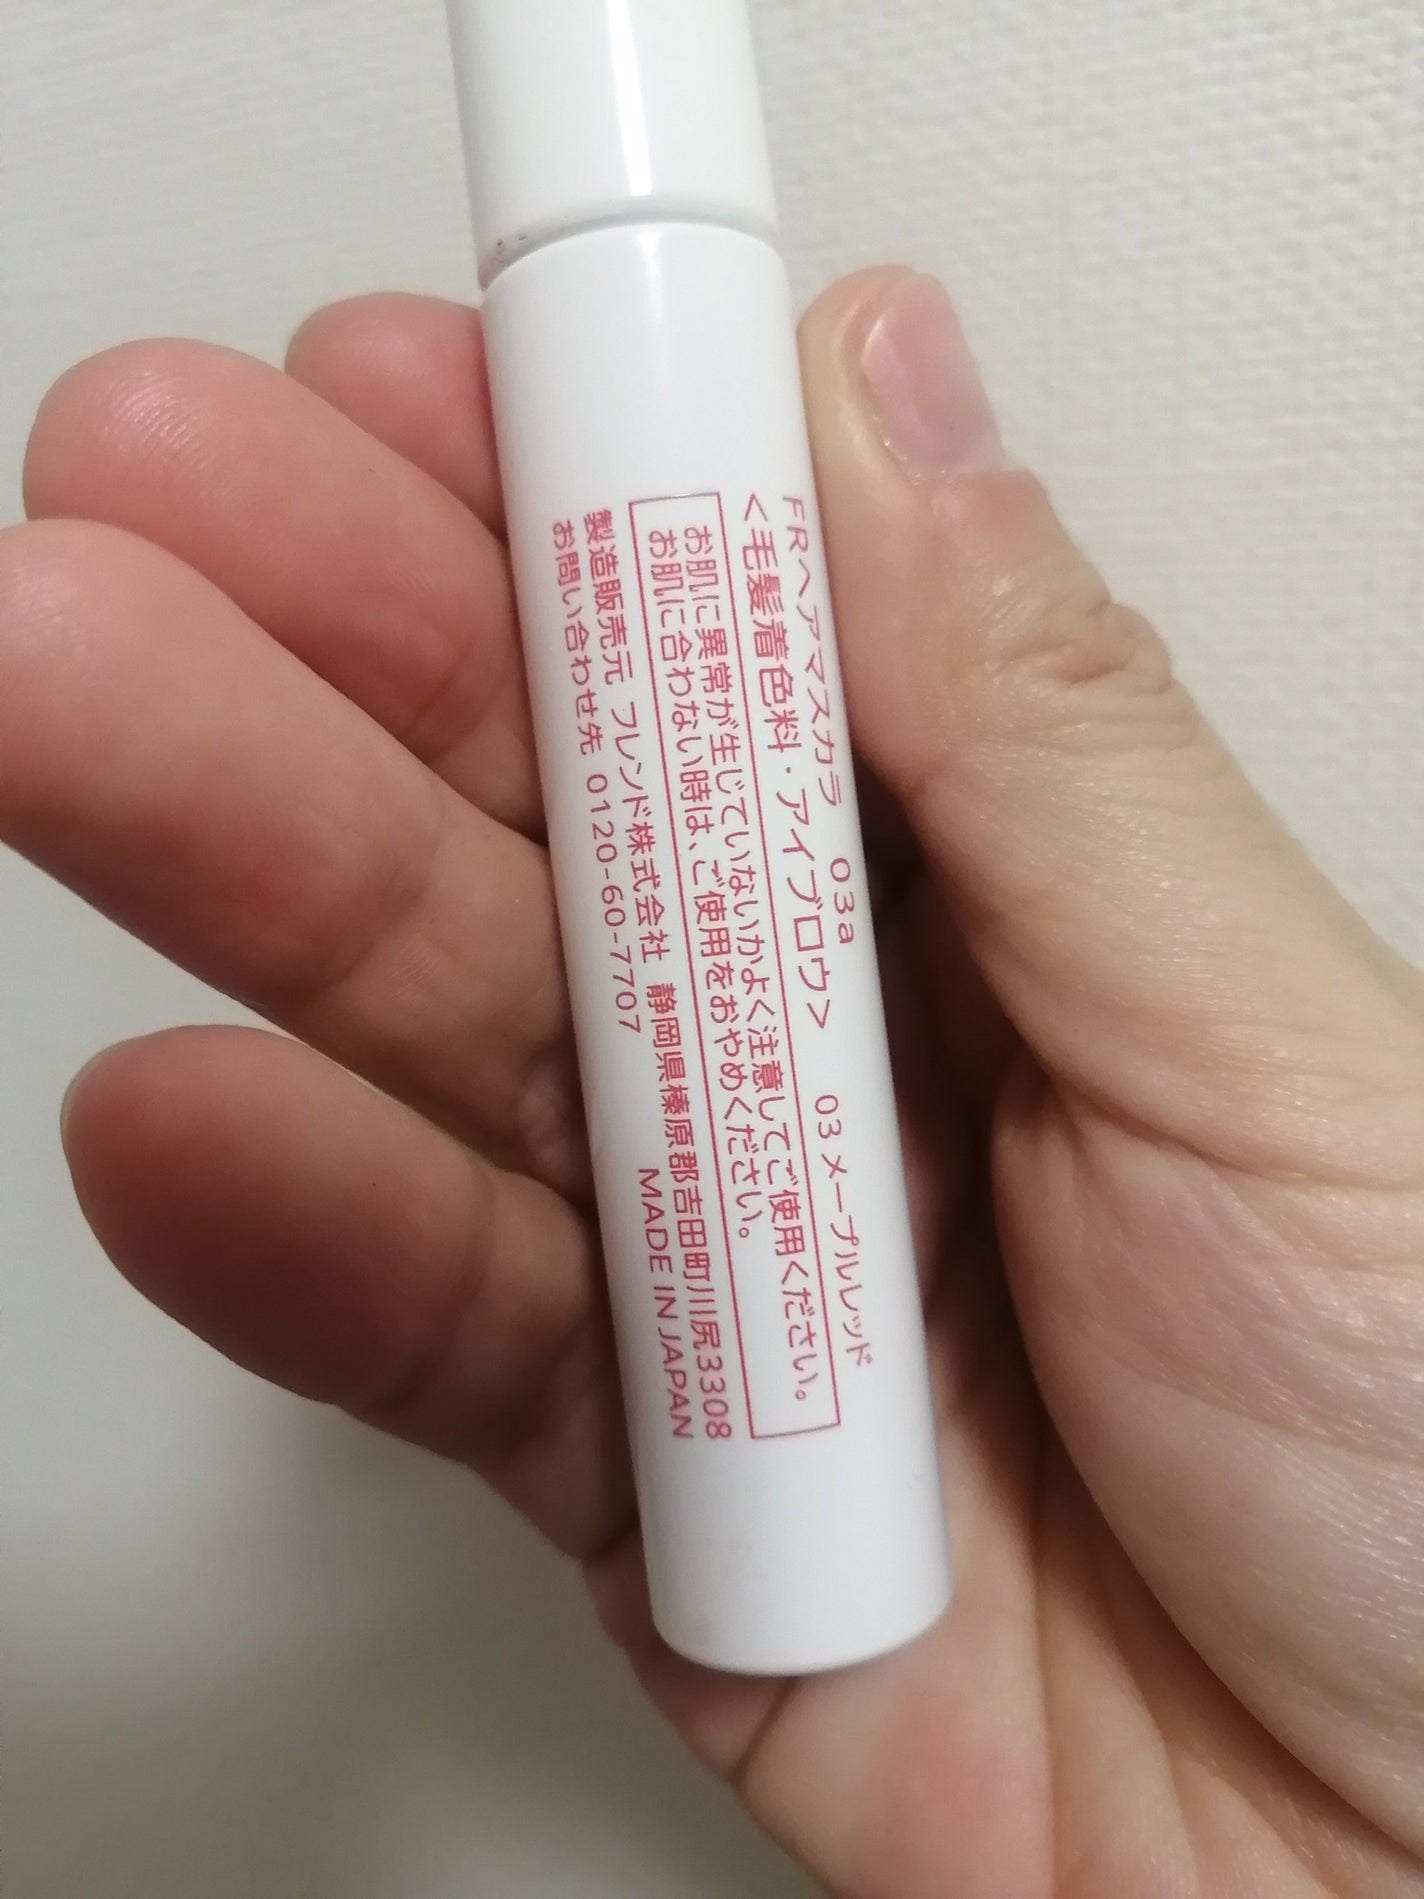 FRヘアマスカラ 03a
<毛髪着色料・アイブロウ> 03 メープルレッド
お肌に異常が生じていないかよく注意してご使用ください。
お肌に合わない時は、ご使用をおやめください。
製造販売元 フレンド株式会社 静岡県榛原郡吉田町川尻3308
お問い合わせ先 0120-60-7707 MADE IN JAPAN